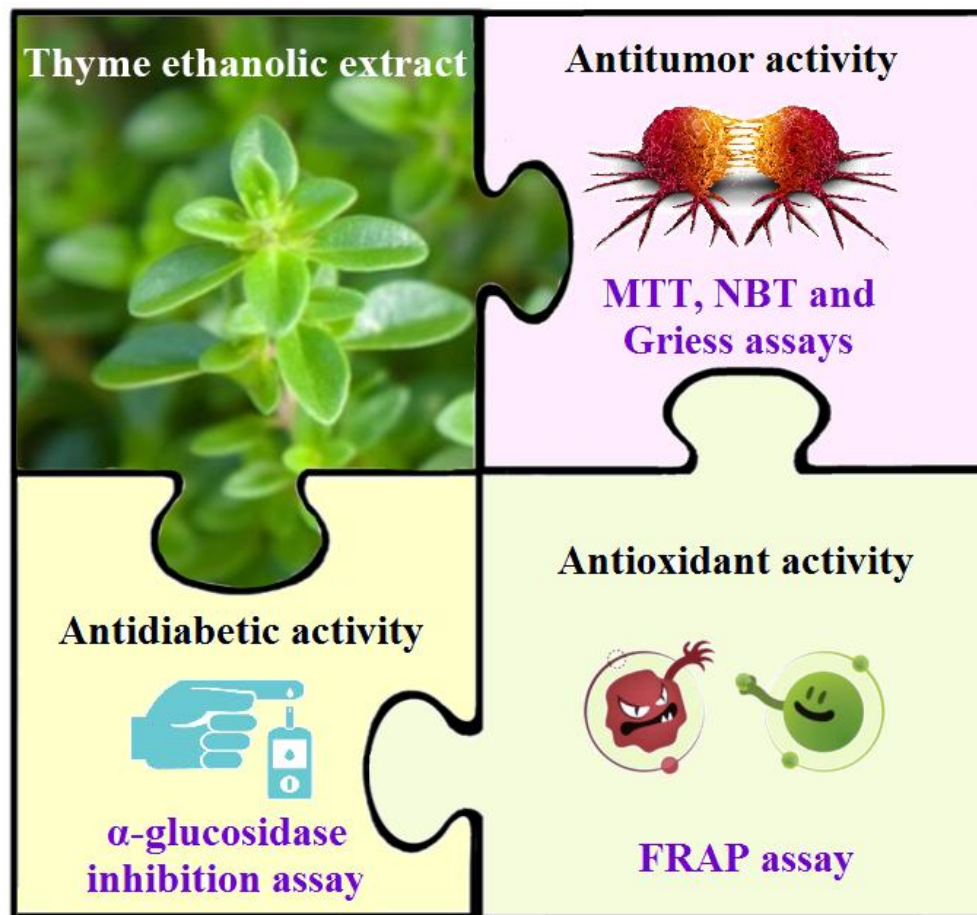 Thyme ethanolic extract
Antitumor activity
MTT, NBT and
Griess assays
Antidiabetic activity
α-glucosidase
inhibition assay
Antioxidant activity
FRAP assay